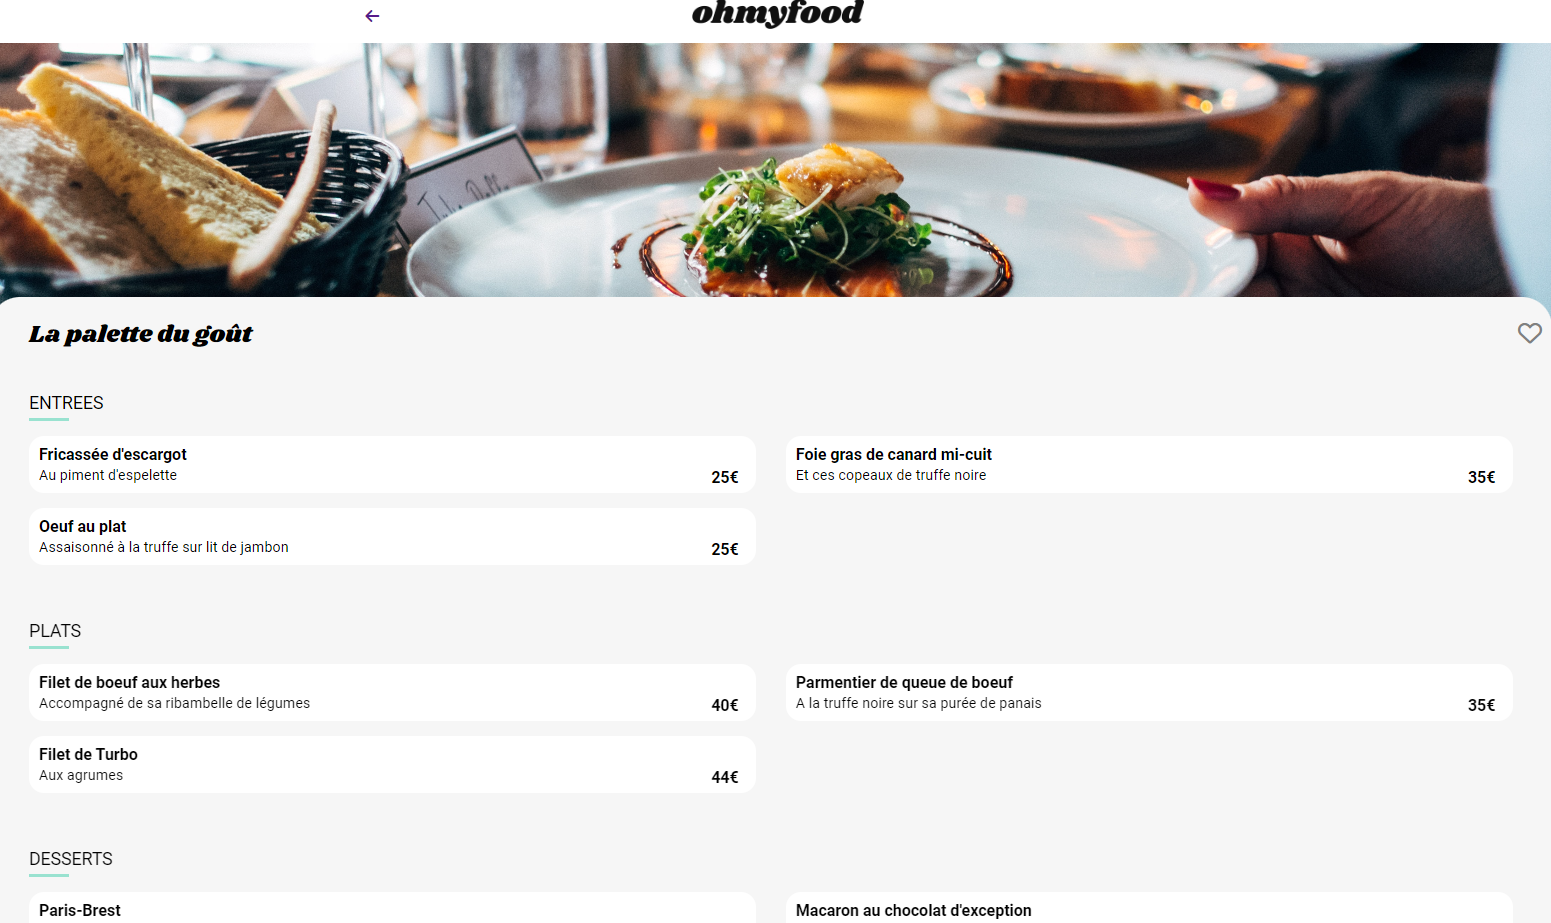 ohmyfood
La palette du goût
ENTREES
Fricassée d'escargot
Au piment d'espelette
25€
Foie gras de canard mi-cuit
Et ces copeaux de truffe noire
35€
Oeuf au plat
Assaisonné à la truffe sur lit de jambon
25€
PLATS
Filet de boeuf aux herbes
Accompagné de sa ribambelle de légumes
40€
Parmentier de queue de boeuf
A la truffe noire sur sa purée de panais
35€
Filet de Turbo
Aux agrumes
44€
DESSERTS
Paris-Brest
Macaron au chocolat d'exception